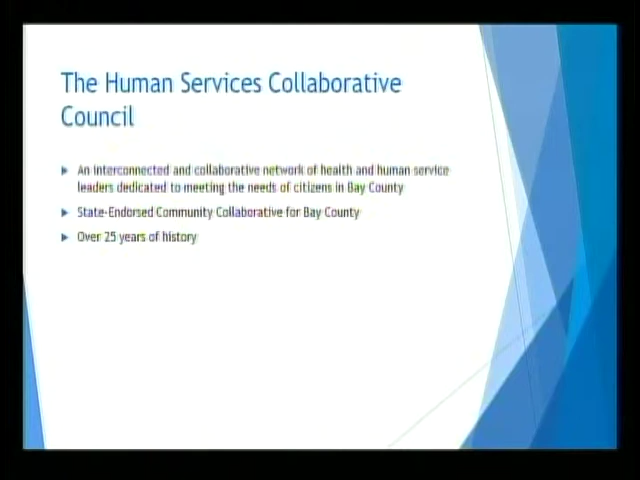 The Human Services Collaborative
Council
An interconnected and collaborative network of health and human service
leaders dedicated to meeting the needs of citizens in Bay County
State-Endorsed Community Collaborative for Bay County
Over 25 years of history